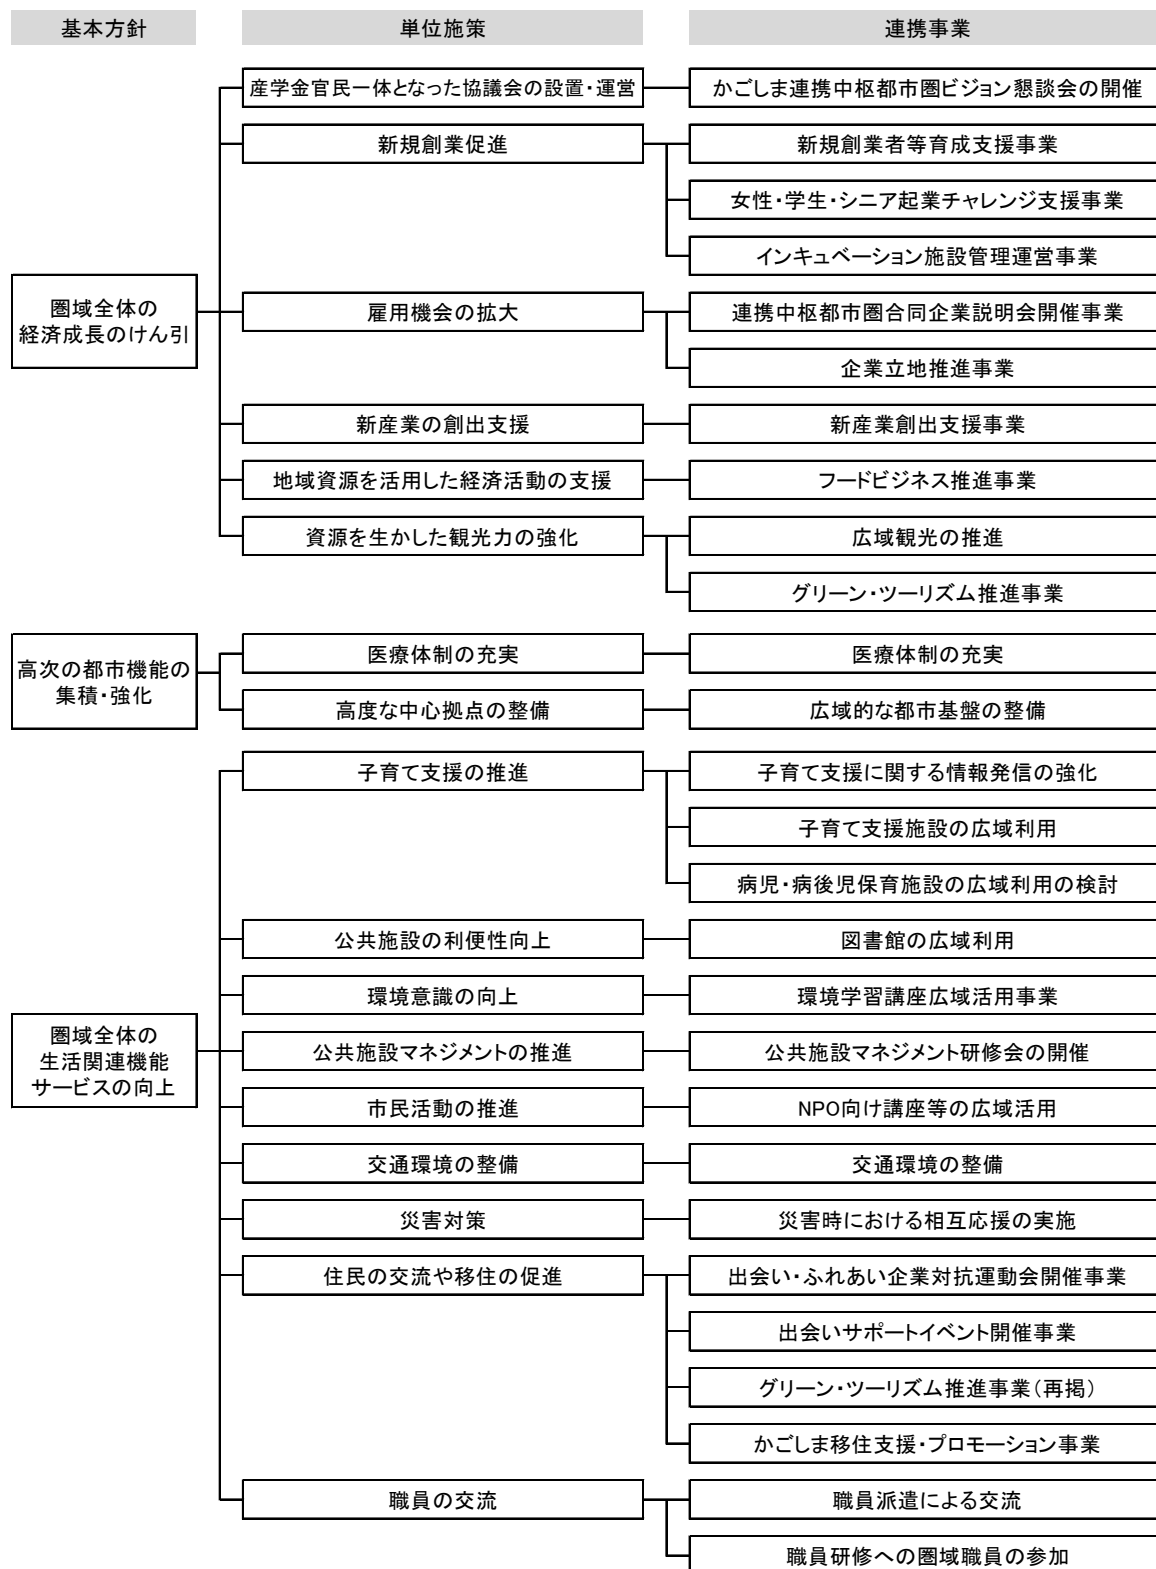 基本方針
単位施策
連携事業
産学金官民一体となった協議会の設置・運営
かごしま連携中枢都市圏ビジョン懇談会の開催
新規創業促進
新規創業者等育成支援事業
女性・学生・シニア起業チャレンジ支援事業
インキュベーション施設管理運営事業
圏域全体の
経済成長のけん引
雇用機会の拡大
連携中枢都市圏合同企業説明会開催事業
企業立地推進事業
新産業の創出支援
新産業創出支援事業
地域資源を活用した経済活動の支援
フードビジネス推進事業
資源を生かした観光力の強化
広域観光の推進
グリーン・ツーリズム推進事業
高次の都市機能の
集積・強化
医療体制の充実
医療体制の充実
高度な中心拠点の整備
広域的な都市基盤の整備
子育て支援の推進
子育て支援に関する情報発信の強化
子育て支援施設の広域利用
病児・病後児保育施設の広域利用の検討
公共施設の利便性向上
図書館の広域利用
環境意識の向上
環境学習講座広域活用事業
圏域全体の
生活関連機能
サービスの向上
公共施設マネジメントの推進
公共施設マネジメント研修会の開催
市民活動の推進
NPO向け講座等の広域活用
交通環境の整備
交通環境の整備
災害対策
災害時における相互応援の実施
住民の交流や移住の促進
出会い・ふれあい企業対抗運動会開催事業
出会いサポートイベント開催事業
グリーン・ツーリズム推進事業（再掲）
かごしま移住支援・プロモーション事業
職員の交流
職員派遣による交流
職員研修への圏域職員の参加